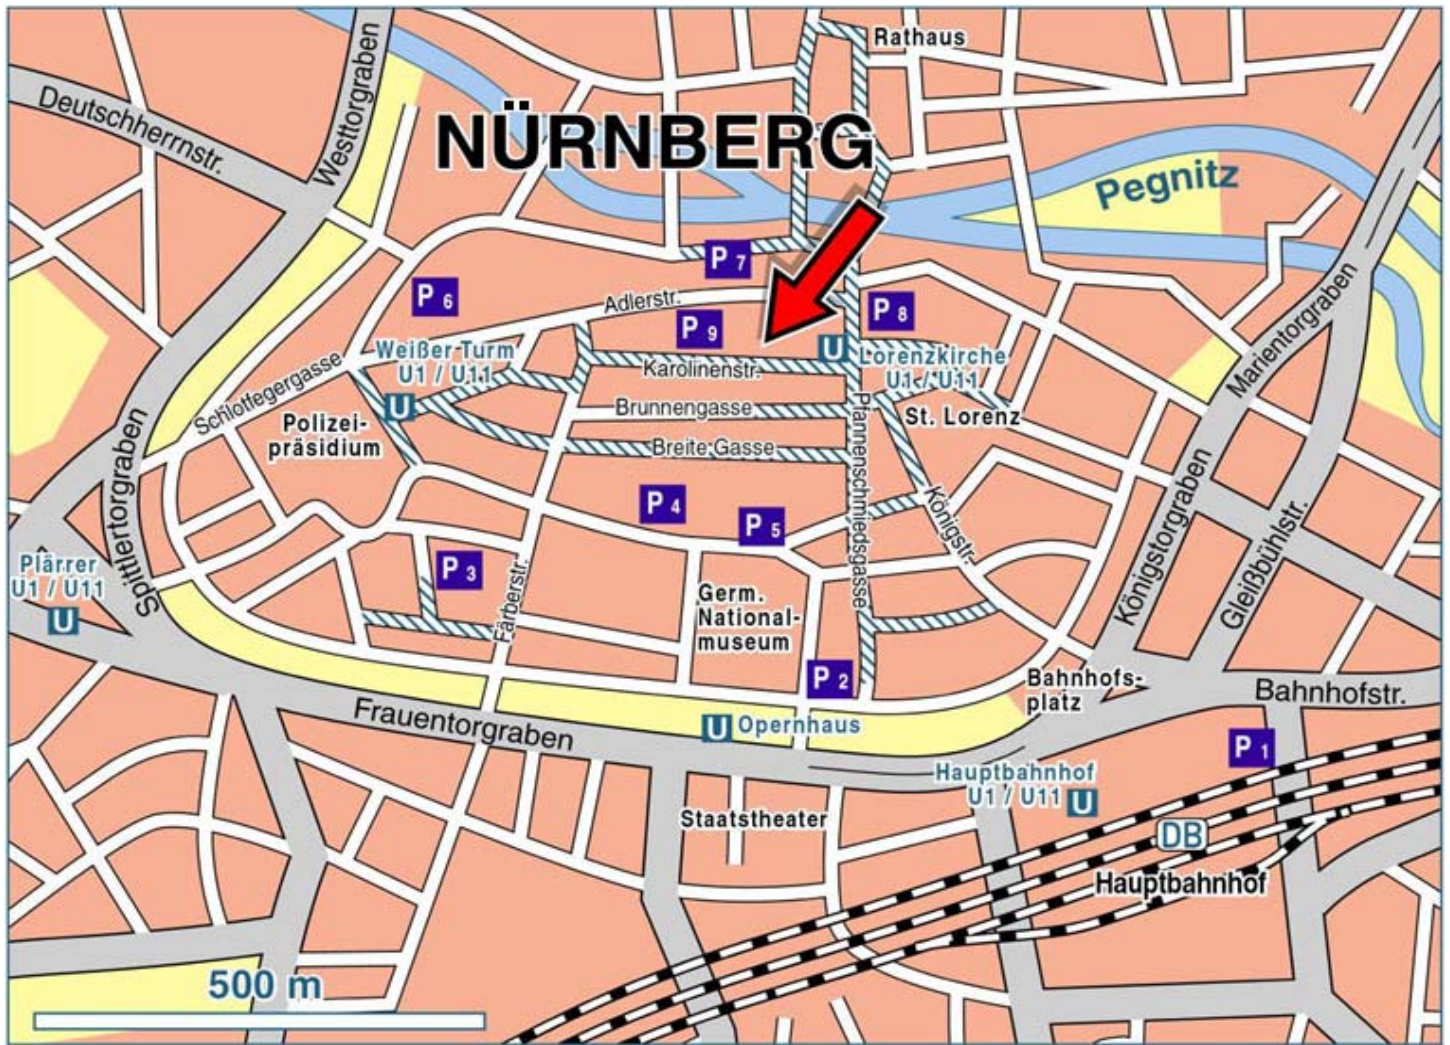 Rathaus
Westtorgraben
Deutschherrnstr.
NÜRNBERG
Pegnitz
P 7
P 6
Adlerstr.
P 8
P 9
Marientorgraben
Weißer Turm
U1 / U11
U
U
Lorenzkirche
U1 / U11
Karolinenstr.
Schlotfegergasse
Brunnengasse
St. Lorenz
Polizei-
präsidium
Breite Gasse
Pfannenschmiedsgasse
Spittlertorgraben
P 4
P 5
Königstr.
Königstorgraben
Gleißbühlstr.
Plärrer
U1 / U11
U
P 3
Färberstr.
Germ.
National-
museum
P 2
Bahnhofs-
platz
Bahnhofstr.
Frauentorgraben
U Opernhaus
P 1
Hauptbahnhof
U1 / U11 U
Staatstheater
DB
Hauptbahnhof
500 m